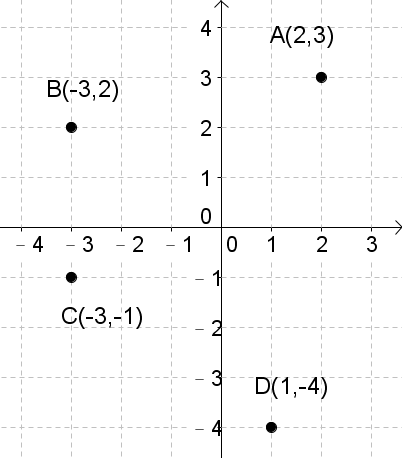 4
A(2,3)
3
B(-3,2)
2
1
0
- 4 - 3 - 2 - 1 0 1 2 3
- 1
C(-3,-1)
- 2
- 3
D(1,-4)
- 4